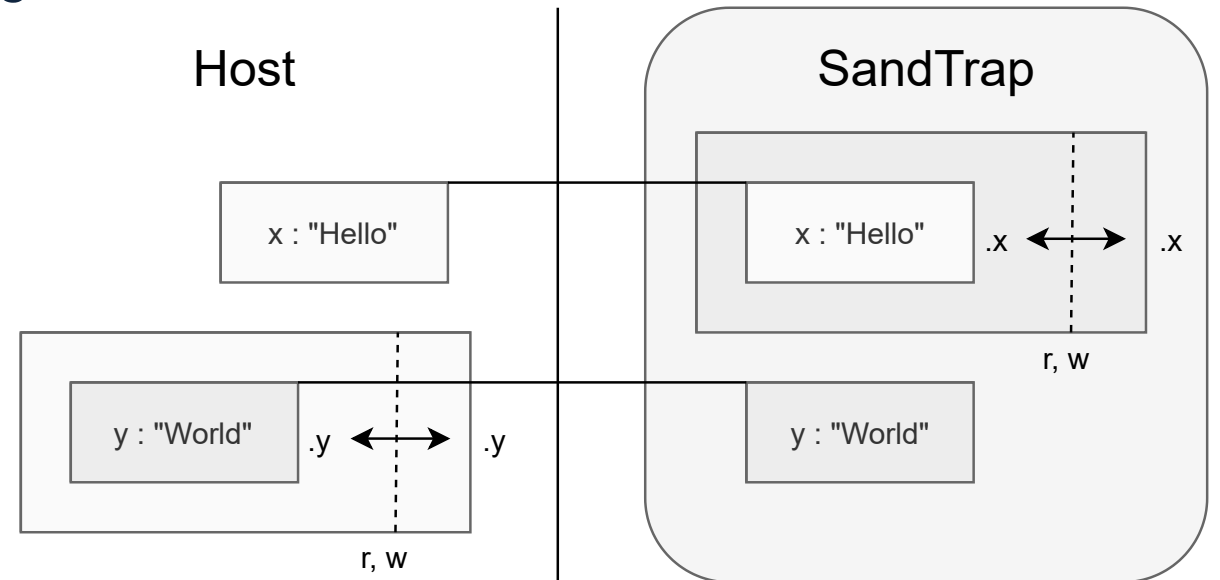 Host
SandTrap
x : "Hello"
x : "Hello"
.x
.x
r, w
y : "World"
.y
.y
y : "World"
r, w